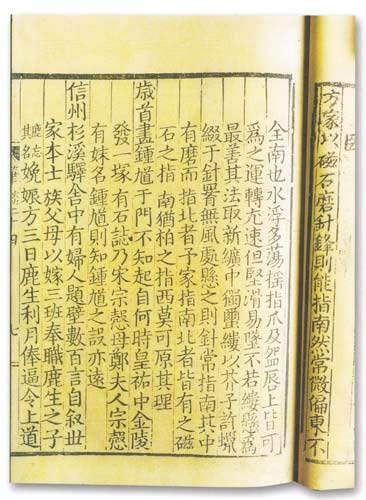 方家以磁石磨針鋒則能指南然常微偏東不
全南也水浮多蕩搖指爪及盌脣上皆可
為之運轉尤速但堅滑易墜不若縷懸為
最善其法取新纊中獨蠒縷以芥子許蠟
綴于針署無風處懸之則針常指南其中
有磨而指北者予家指南北者皆有之磁
石之指南猶柏之指西莫可原其理
歲首畫鍾馗于門不知起自何時皇祐中金陵
發一塚有石誌乃宋宗慤母鄭夫人宗慤
有妹名鍾馗則知鍾馗之設亦遠
信州杉溪驛舍中有婦人題壁數百言自叙世
家本士族父母以嫁三班奉職鹿生之子
鹿忘其名娩娘方三日鹿生利月俸逼令上道